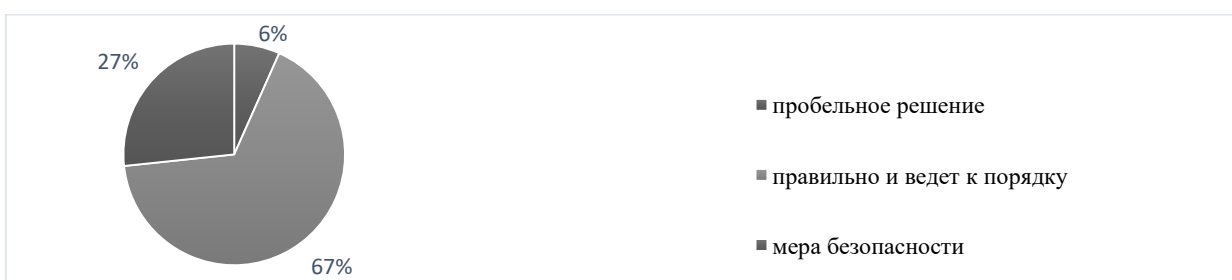 6%
27%
пробельное решение
правильно и ведет к порядку
мера безопасности
67%